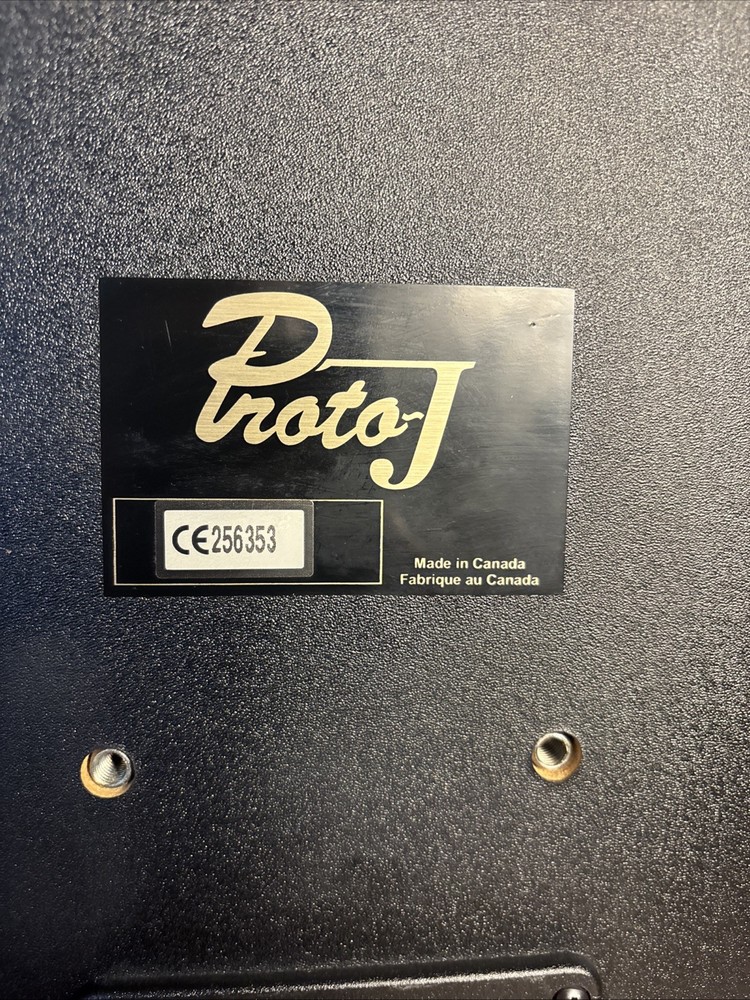 Proto-J
CE256353
Made in Canada
Fabrique au Canada